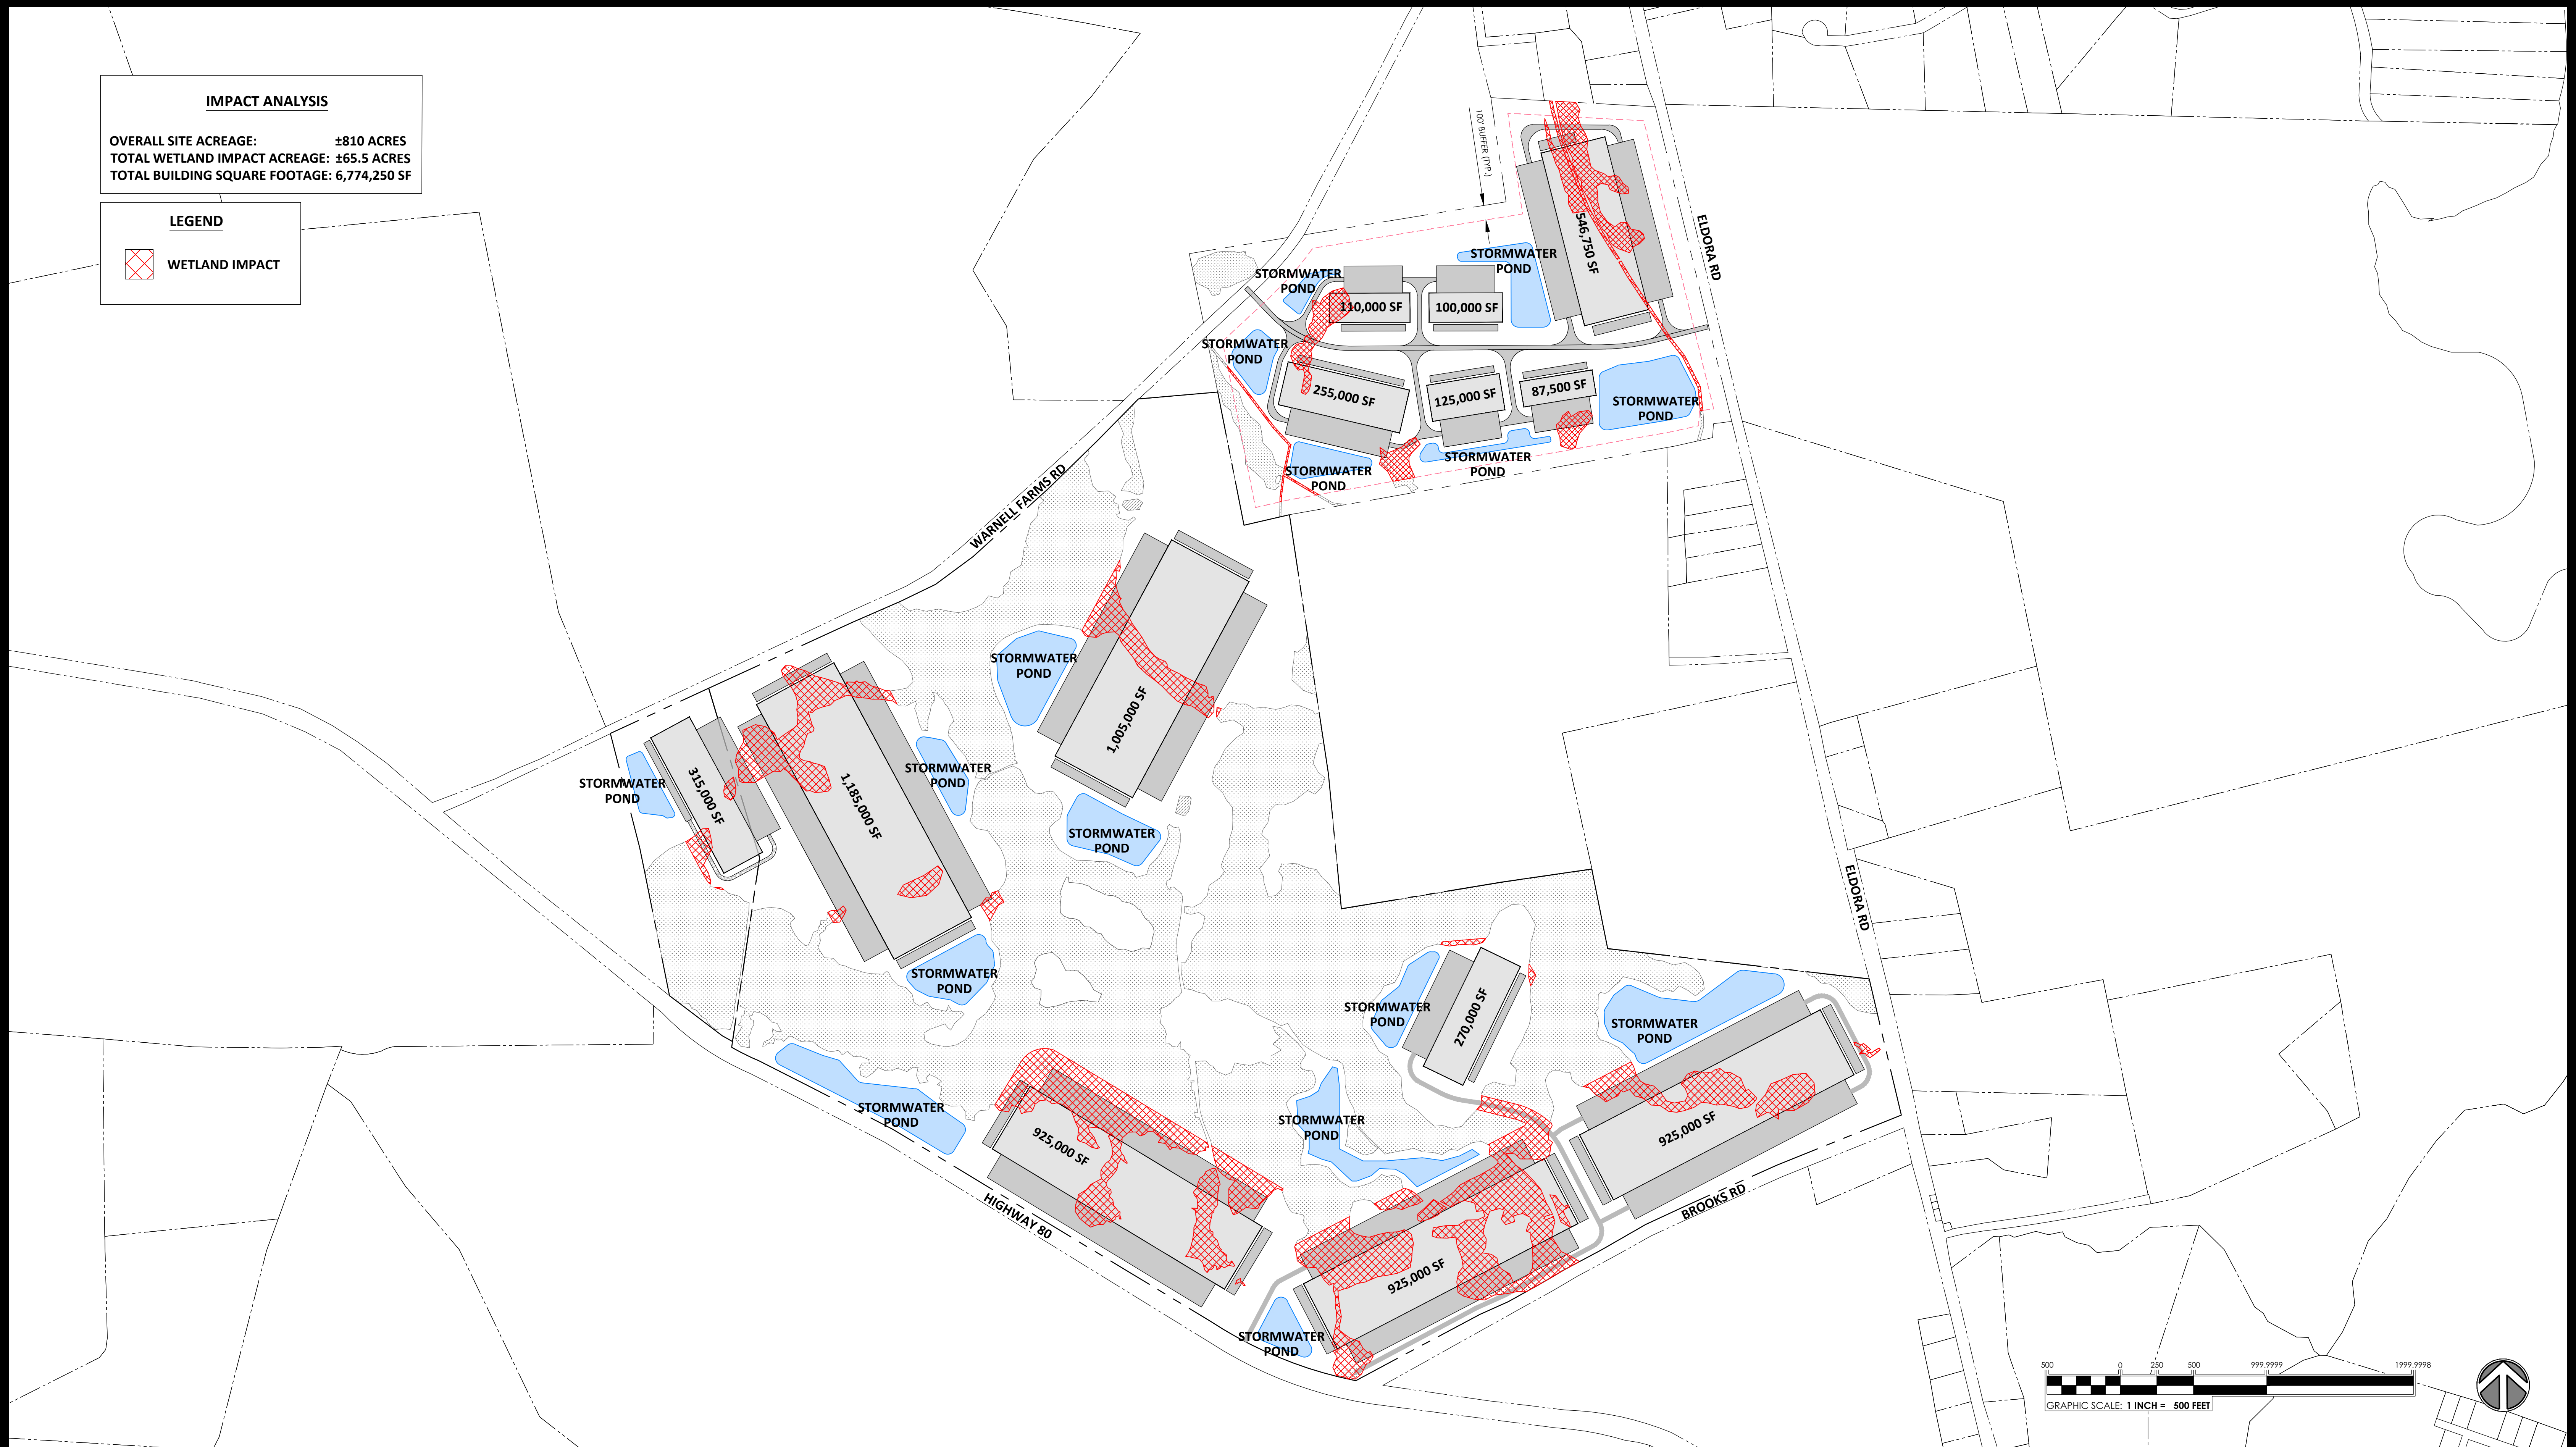 IMPACT ANALYSIS
OVERALL SITE ACREAGE: ±810 ACRES
TOTAL WETLAND IMPACT ACREAGE: ±65.5 ACRES
TOTAL BUILDING SQUARE FOOTAGE: 6,774,250 SF
LEGEND
WETLAND IMPACT
100' BUFFER (TYP.)
546,750 SF
ELDORA RD
STORMWATER
POND
STORMWATER
POND
110,000 SF
100,000 SF
STORMWATER
POND
255,000 SF
125,000 SF
87,500 SF
STORMWATER
POND
STORMWATER
POND
STORMWATER
POND
WARNELL FARMS RD
STORMWATER
POND
1,005,000 SF
STORMWATER
POND
315,000 SF
1,185,000 SF
STORMWATER
POND
STORMWATER
POND
ELDORA RD
STORMWATER
POND
STORMWATER
POND
270,000 SF
STORMWATER
POND
STORMWATER
POND
925,000 SF
STORMWATER
POND
925,000 SF
HIGHWAY 80
BROOKS RD
925,000 SF
STORMWATER
POND
500 0 250 500 999.9999 1999.9998
GRAPHIC SCALE: 1 INCH = 500 FEET